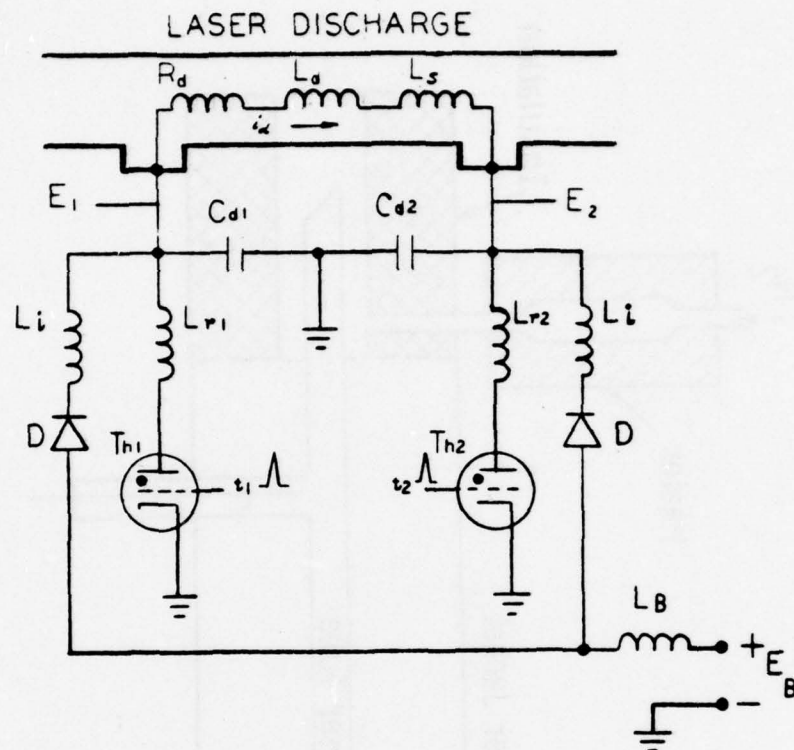 LASER DISCHARGE
Rd Ld Ls
id
E1 Cd1 Cd2 E2
Li Lr1 Lr2 Li
D Th1 Th2 D
t1 t2
LB
+
EB
−